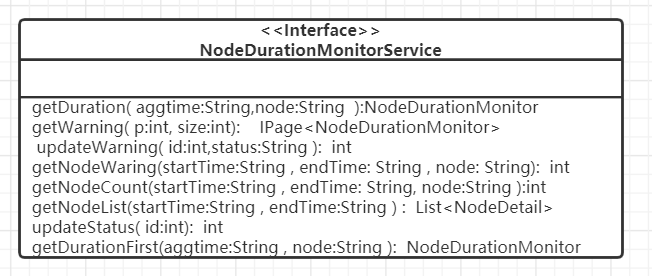 <<Interface>>
NodeDurationMonitorService
getDuration( aggtime:String,node:String ):NodeDurationMonitor
getWarning( p:int, size:int): IPage<NodeDurationMonitor>
updateWarning( id:int,status:String ): int
getNodeWaring(startTime:String , endTime: String , node: String): int
getNodeCount(startTime:String , endTime: String, node:String ):int
getNodeList(startTime:String , endTime:String ) : List<NodeDetail>
updateStatus( id:int): int
getDurationFirst(aggtime:String , node:String ): NodeDurationMonitor